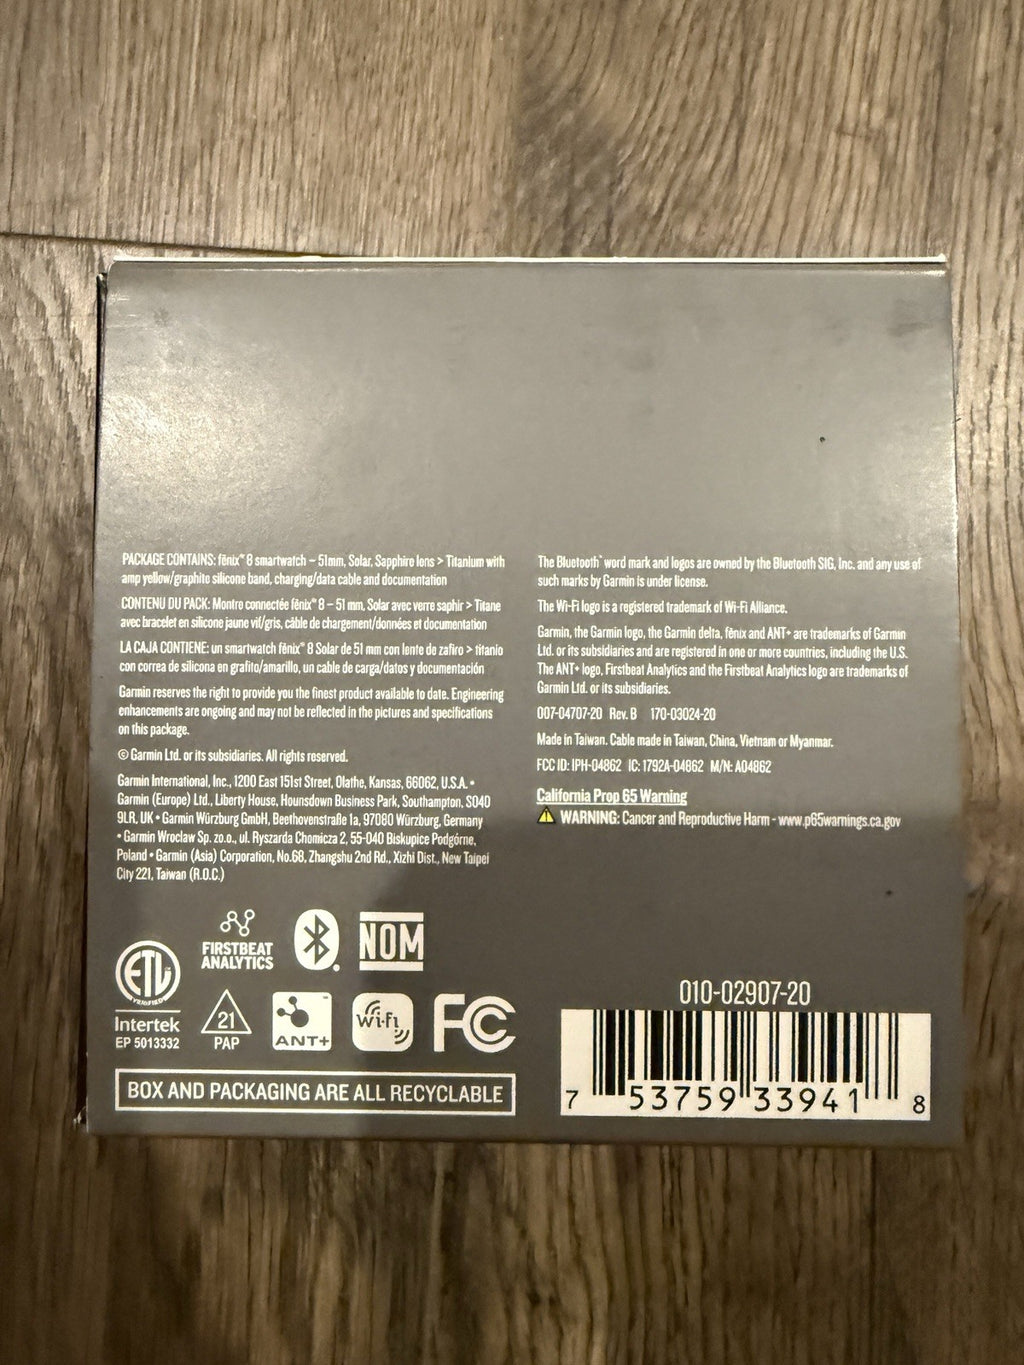 PACKAGE CONTAINS: fēnix® 8 smartwatch – 51mm, Solar, Sapphire lens > Titanium with
amp yellow/graphite silicone band, charging/data cable and documentation
CONTENU DU PACK: Montre connectée fēnix® 8 – 51 mm, Solar avec verre saphir > Titane
avec bracelet en silicone jaune vif/gris, câble de chargement/données et documentation
LA CAJA CONTIENE: un smartwatch fēnix® 8 Solar de 51 mm con lente de zafiro > titanio
con correa de silicona en grafito/amarillo, un cable de carga/datos y documentación
Garmin reserves the right to provide you the finest product available to date. Engineering
enhancements are ongoing and may not be reflected in the pictures and specifications
on this package.
© Garmin Ltd. or its subsidiaries. All rights reserved.
Garmin International, Inc., 1200 East 151st Street, Olathe, Kansas, 66062, U.S.A. •
Garmin (Europe) Ltd., Liberty House, Hounsdown Business Park, Southampton, SO40
9LR, UK • Garmin Würzburg GmbH, Beethovenstraße 1a, 97080 Würzburg, Germany
• Garmin Wroclaw Sp. zo.o., ul. Ryszarda Chomicza 2, 55-040 Biskupice Podgórne,
Poland • Garmin (Asia) Corporation, No.68, Zhangshu 2nd Rd., Xizhi Dist., New Taipei
City 221, Taiwan (R.O.C.)
The Bluetooth® word mark and logos are owned by the Bluetooth SIG, Inc. and any use of
such marks by Garmin is under license.
The Wi-Fi logo is a registered trademark of Wi-Fi Alliance.
Garmin, the Garmin logo, the Garmin delta, fēnix and ANT+ are trademarks of Garmin
Ltd. or its subsidiaries and are registered in one or more countries, including the U.S.
The ANT+ logo, Firstbeat Analytics and the Firstbeat Analytics logo are trademarks of
Garmin Ltd. or its subsidiaries.
007-04707-20 Rev. B 170-03024-20
Made in Taiwan. Cable made in Taiwan, China, Vietnam or Myanmar.
FCC ID: IPH-04862 IC: 1792A-04862 M/N: A04862
California Prop 65 Warning
WARNING: Cancer and Reproductive Harm - www.p65warnings.ca.gov
FIRSTBEAT
ANALYTICS
NOM
ETL
VERIFIED
Intertek
EP 5013332
21
PAP
ANT+
Wi-Fi
FC
BOX AND PACKAGING ARE ALL RECYCLABLE
010-02907-20
7 53759 33941 8